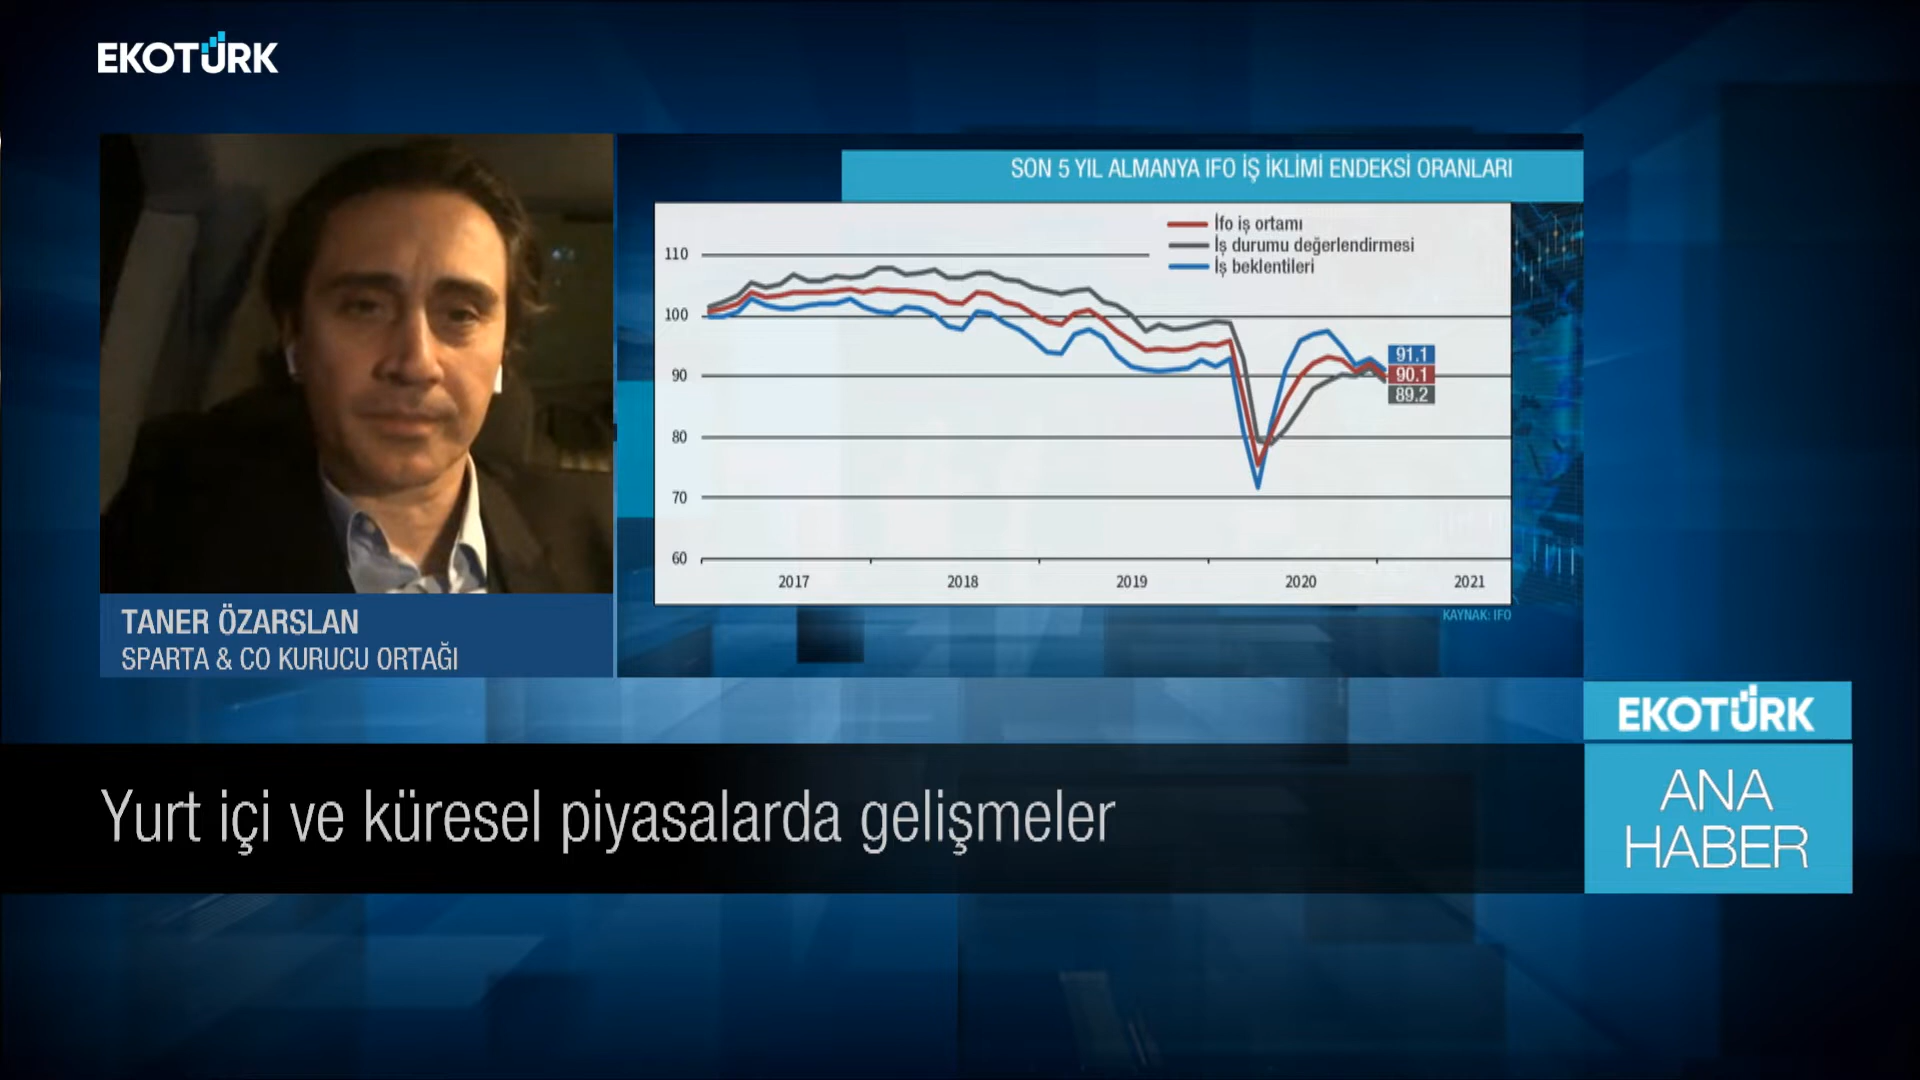 EKOTÜRK
SON 5 YIL ALMANYA IFO İŞ İKLİMİ ENDEKSİ ORANLARI
İfo iş ortamı
İş durumu değerlendirmesi
İş beklentileri
110
100
90
80
70
60
91.1
90.1
89.2
2017 2018 2019 2020 2021
KAYNAK: IFO
TANER ÖZARSLAN
SPARTA & CO KURUCU ORTAĞI
EKOTÜRK
Yurt içi ve küresel piyasalarda gelişmeler
ANA
HABER